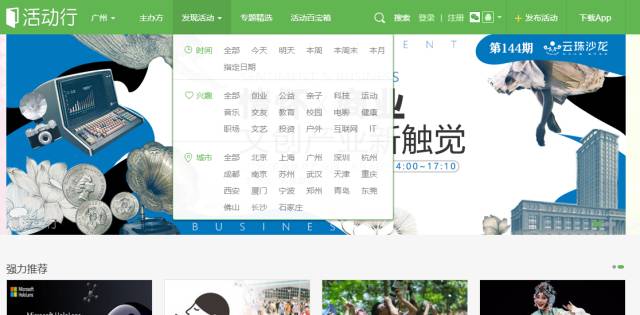 活动行 广州 主办方 发现活动 专题精选 活动百宝箱 搜索 登录 | 注册 + 发布活动 下载App
时间 全部 今天 明天 本周 本周末 本月
指定日期
兴趣 全部 创业 公益 亲子 科技 运动
音乐 交友 教育 校园 电聊 健康
职场 文艺 投资 户外 互联网 IT
城市 全部 北京 上海 广州 深圳 杭州
成都 南京 苏州 武汉 天津 重庆
西安 厦门 宁波 郑州 青岛 东莞
佛山 长沙 石家庄
第144期 云珠沙龙
业
新触觉
4:00~17:10
BUSINE
强力推荐
Microsoft
HoloLens
Microsoft
HoloLens